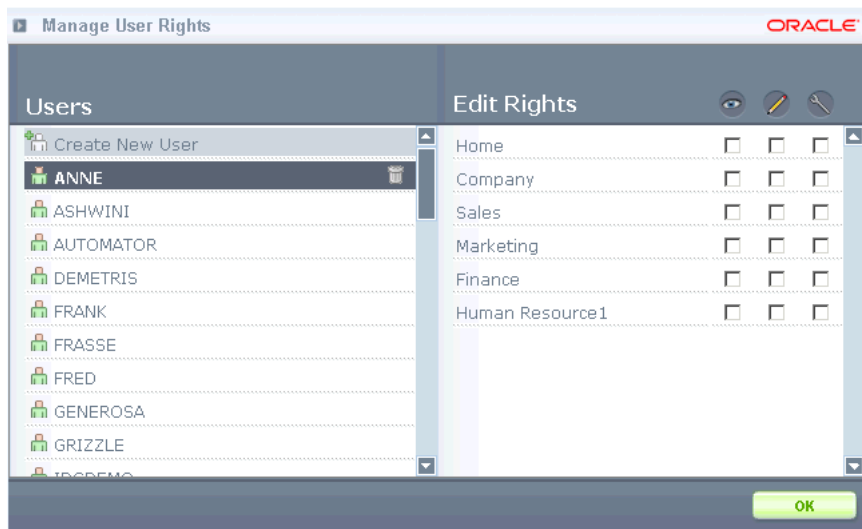 Manage User Rights
ORACLE
Users
Edit Rights
Create New User
ANNE
ASHWINI
AUTOMATOR
DEMETRIS
FRANK
FRASSE
FRED
GENEROSA
GRIZZLE
Home
Company
Sales
Marketing
Finance
Human Resource1
OK